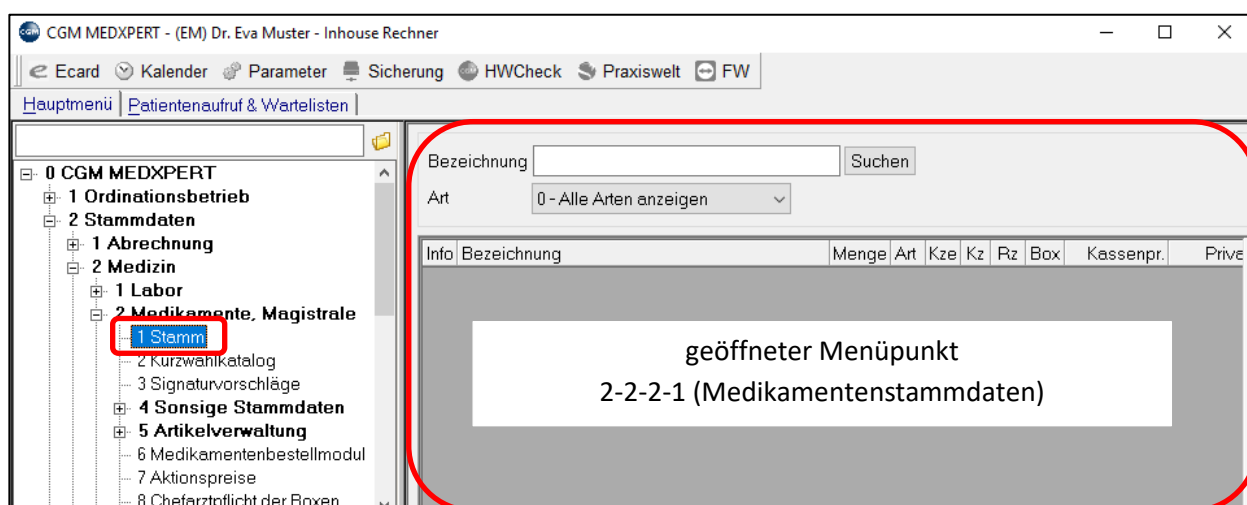 CGM MEDXPERT - (EM) Dr. Eva Muster - Inhouse Rechner
Ecard Kalender Parameter Sicherung HWCheck Praxiswelt FW
Hauptmenü Patientenaufruf & Wartelisten
0 CGM MEDXPERT
1 Ordinationsbetrieb
2 Stammdaten
1 Abrechnung
2 Medizin
1 Labor
2 Medikamente, Magistrale
1 Stamm
2 Kurzwahlkatalog
3 Signaturvorschläge
4 Sonsige Stammdaten
5 Artikelverwaltung
6 Medikamentenbestellmodul
7 Aktionspreise
8 Chefarztpflicht der Boxen
Bezeichnung Suchen
Art 0 - Alle Arten anzeigen
Info Bezeichnung Menge Art Kze Kz Rz Box Kassenpr. Priva
geöffneter Menüpunkt
2-2-2-1 (Medikamentenstammdaten)